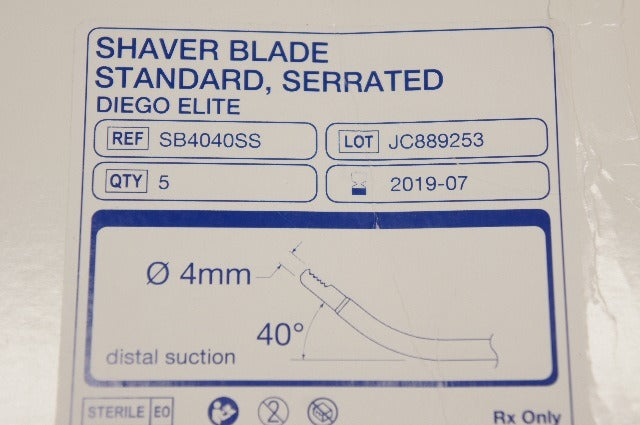 SHAVER BLADE
STANDARD, SERRATED
DIEGO ELITE
REF SB4040SS LOT JC889253
QTY 5 2019-07
Ø 4mm
40°
distal suction
STERILE EO 2 Rx Only